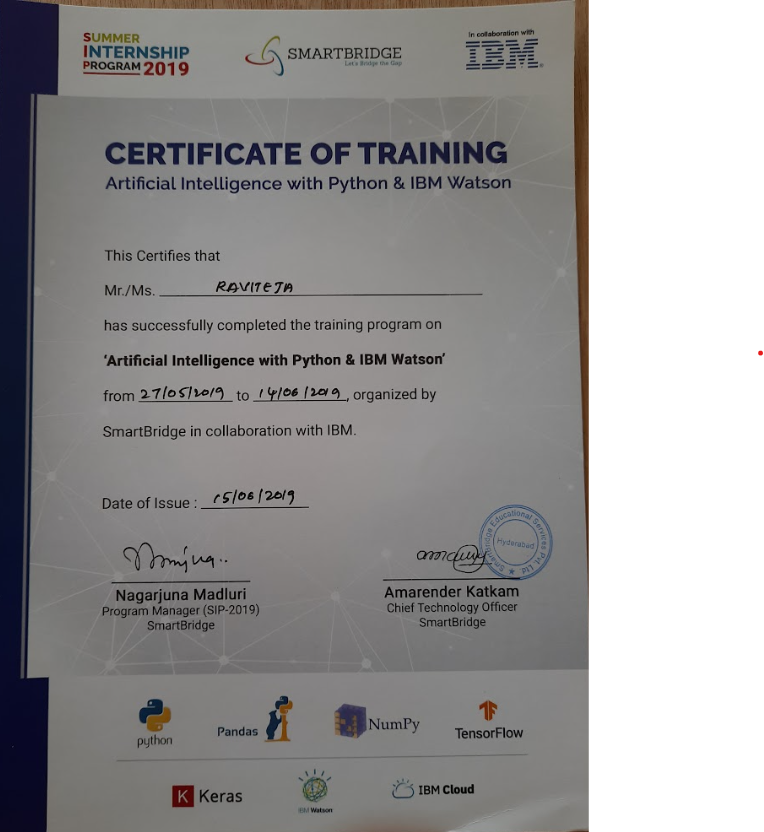 SUMMER
INTERNSHIP
PROGRAM 2019
SMARTBRIDGE
Let's Bridge the Gap
In collaboration with
IBM
CERTIFICATE OF TRAINING
Artificial Intelligence with Python & IBM Watson
This Certifies that
Mr./Ms. RAVITEJA
has successfully completed the training program on
'Artificial Intelligence with Python & IBM Watson'
from 27/05/2019 to 14/06/2019, organized by
SmartBridge in collaboration with IBM.
Date of Issue : 15/06/2019
SmartBridge Educational Services Pvt. Ltd
Hyderabad
Nagarjuna Madluri
Program Manager (SIP-2019)
SmartBridge
Amarender Katkam
Chief Technology Officer
SmartBridge
python
Pandas
NumPy
TensorFlow
K Keras
IBM Watson
IBM Cloud